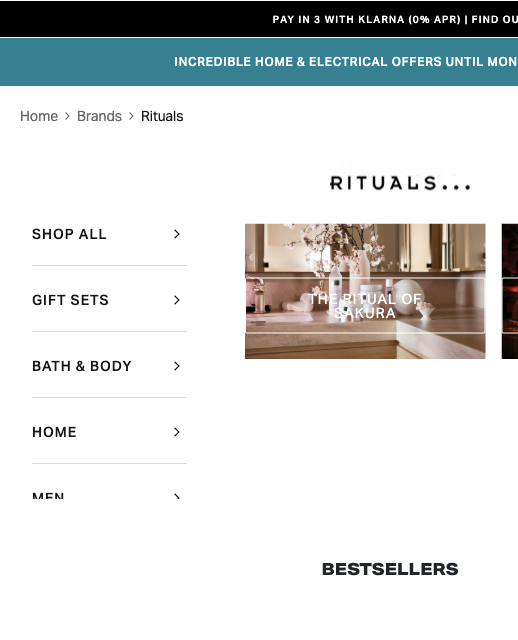 PAY IN 3 WITH KLARNA (0% APR) | FIND OU
INCREDIBLE HOME & ELECTRICAL OFFERS UNTIL MON
Home > Brands > Rituals
RITUALS...
SHOP ALL
GIFT SETS
BATH & BODY
HOME
MEN
THE RITUAL OF
SAKURA
BESTSELLERS